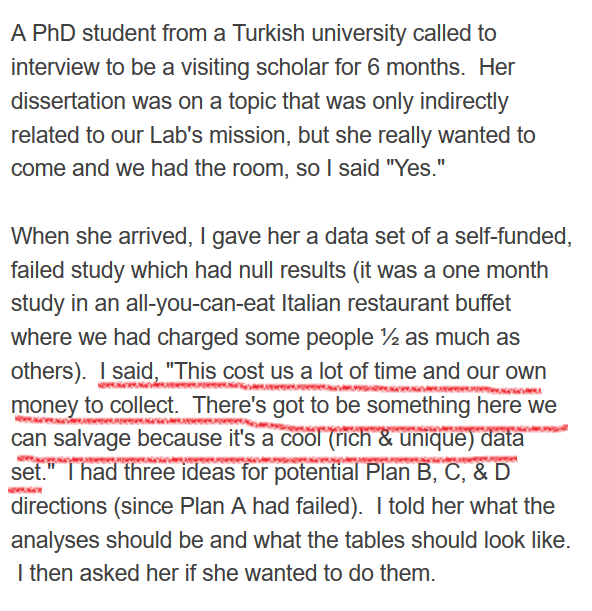 A PhD student from a Turkish university called to
interview to be a visiting scholar for 6 months.  Her
dissertation was on a topic that was only indirectly
related to our Lab's mission, but she really wanted to
come and we had the room, so I said "Yes."
When she arrived, I gave her a data set of a self-funded,
failed study which had null results (it was a one month
study in an all-you-can-eat Italian restaurant buffet
where we had charged some people ½ as much as
others).  I said, "This cost us a lot of time and our own
money to collect.  There's got to be something here we
can salvage because it's a cool (rich & unique) data
set."  I had three ideas for potential Plan B, C, & D
directions (since Plan A had failed).  I told her what the
analyses should be and what the tables should look like.
I then asked her if she wanted to do them.